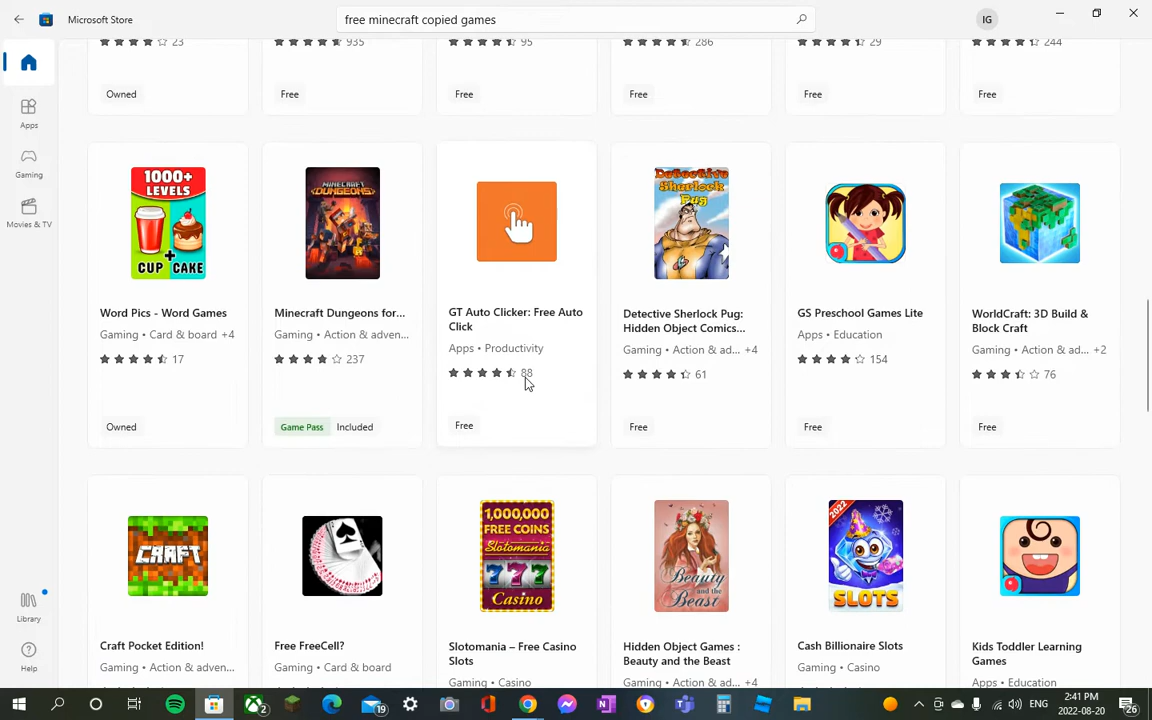 Microsoft Store
free minecraft copied games
IG
23
935
95
286
29
244
Owned
Free
Free
Free
Free
Free
Apps
Gaming
Movies & TV
1000+
LEVELS
CUP + CAKE
MINECRAFT
DUNGEONS
Detective
Sherlock
Pug
Word Pics - Word Games
Gaming • Card & board +4
17
Owned
Minecraft Dungeons for...
Gaming • Action & adven...
237
Game Pass Included
GT Auto Clicker: Free Auto
Click
Apps • Productivity
88
Free
Detective Sherlock Pug:
Hidden Object Comics...
Gaming • Action & ad... +4
61
Free
GS Preschool Games Lite
Apps • Education
154
Free
WorldCraft: 3D Build &
Block Craft
Gaming • Action & ad... +2
76
Free
CRAFT
1,000,000
FREE COINS
Slotomania
777
Casino
Beauty
and the
Beast
2022
SLOTS
Craft Pocket Edition!
Gaming • Action & adven...
Free FreeCell?
Gaming • Card & board
Slotomania – Free Casino
Slots
Gaming • Casino
Hidden Object Games :
Beauty and the Beast
Gaming • Action & ad... +4
Cash Billionaire Slots
Gaming • Casino
Kids Toddler Learning
Games
Apps • Education
Library
Help
2
19
ENG
2:41 PM
2022-08-20
26